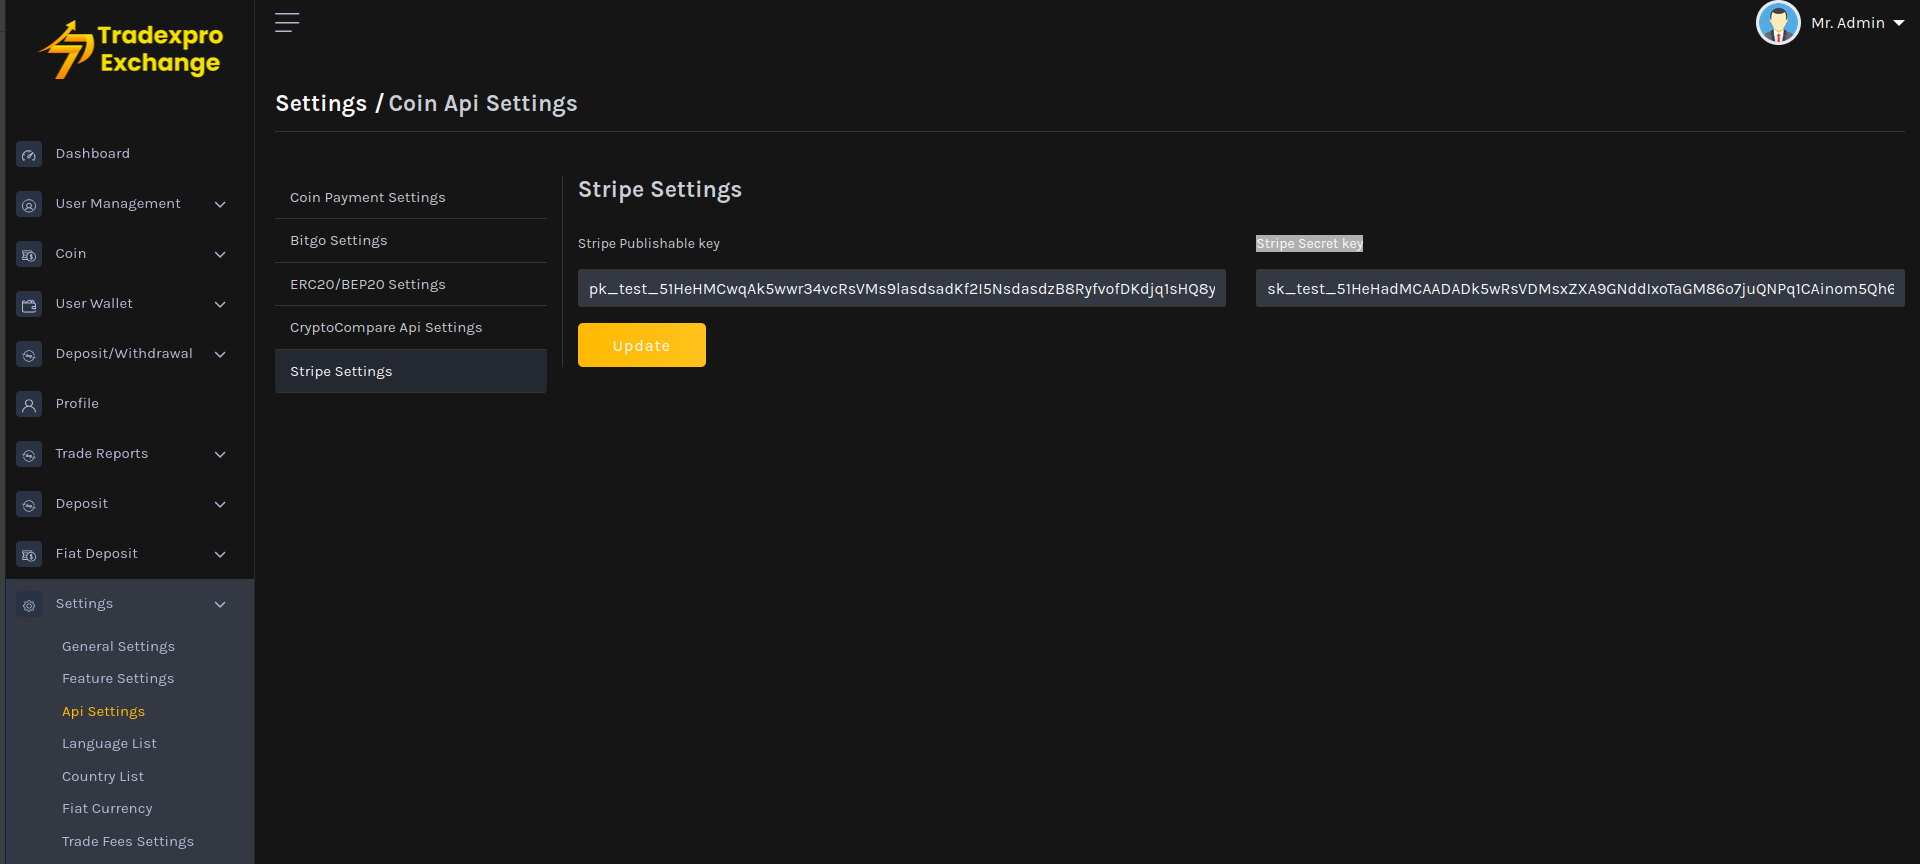 Tradexpro
Exchange
Mr. Admin
Settings / Coin Api Settings
Dashboard
User Management
Coin
User Wallet
Deposit/Withdrawal
Profile
Trade Reports
Deposit
Fiat Deposit
Settings
General Settings
Feature Settings
Api Settings
Language List
Country List
Fiat Currency
Trade Fees Settings
Coin Payment Settings
Bitgo Settings
ERC20/BEP20 Settings
CryptoCompare Api Settings
Stripe Settings
Stripe Settings
Stripe Publishable key
pk_test_51HeHMCwqAk5wwr34vcRsVMs9lasdsadKf2I5NsdasdzB8RyfvofDKdjq1sHQ8y
Stripe Secret key
sk_test_51HeHadMCAADADk5wRsVDMsxZXA9GNddIxoTaGM86o7juQNPq1CAinom5Qh6
Update